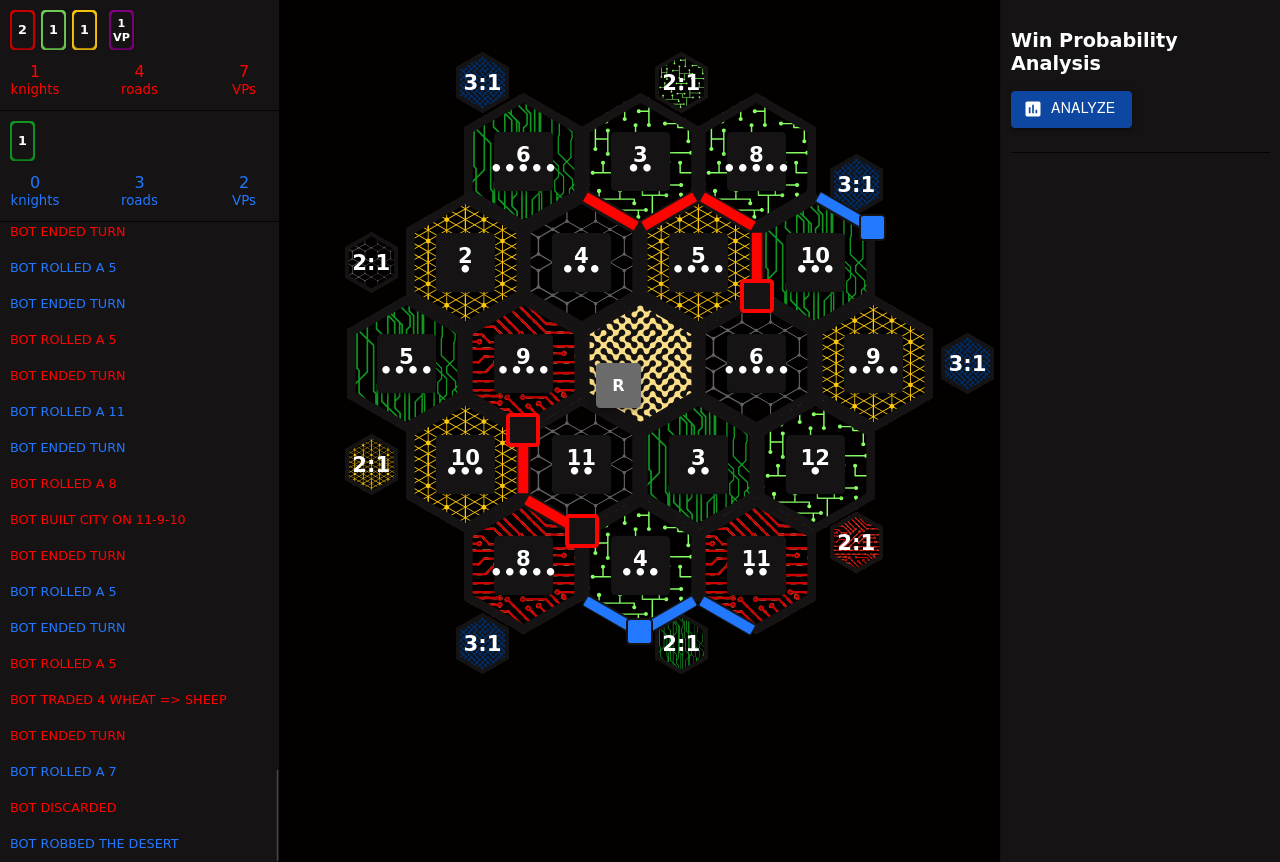 2 1 1 1 VP
1 4 7
knights roads VPs
1
0 3 2
knights roads VPs
BOT ENDED TURN
BOT ROLLED A 5
BOT ENDED TURN
BOT ROLLED A 5
BOT ENDED TURN
BOT ROLLED A 11
BOT ENDED TURN
BOT ROLLED A 8
BOT BUILT CITY ON 11-9-10
BOT ENDED TURN
BOT ROLLED A 5
BOT ENDED TURN
BOT ROLLED A 5
BOT TRADED 4 WHEAT => SHEEP
BOT ENDED TURN
BOT ROLLED A 7
BOT DISCARDED
BOT ROBBED THE DESERT
3:1 2:1
6 3 8
3:1
2:1 2 4 5 10
5 9 6 9 3:1
R
2:1 10 11 3 12
2:1
8 4 11
3:1 2:1
Win Probability
Analysis
ANALYZE